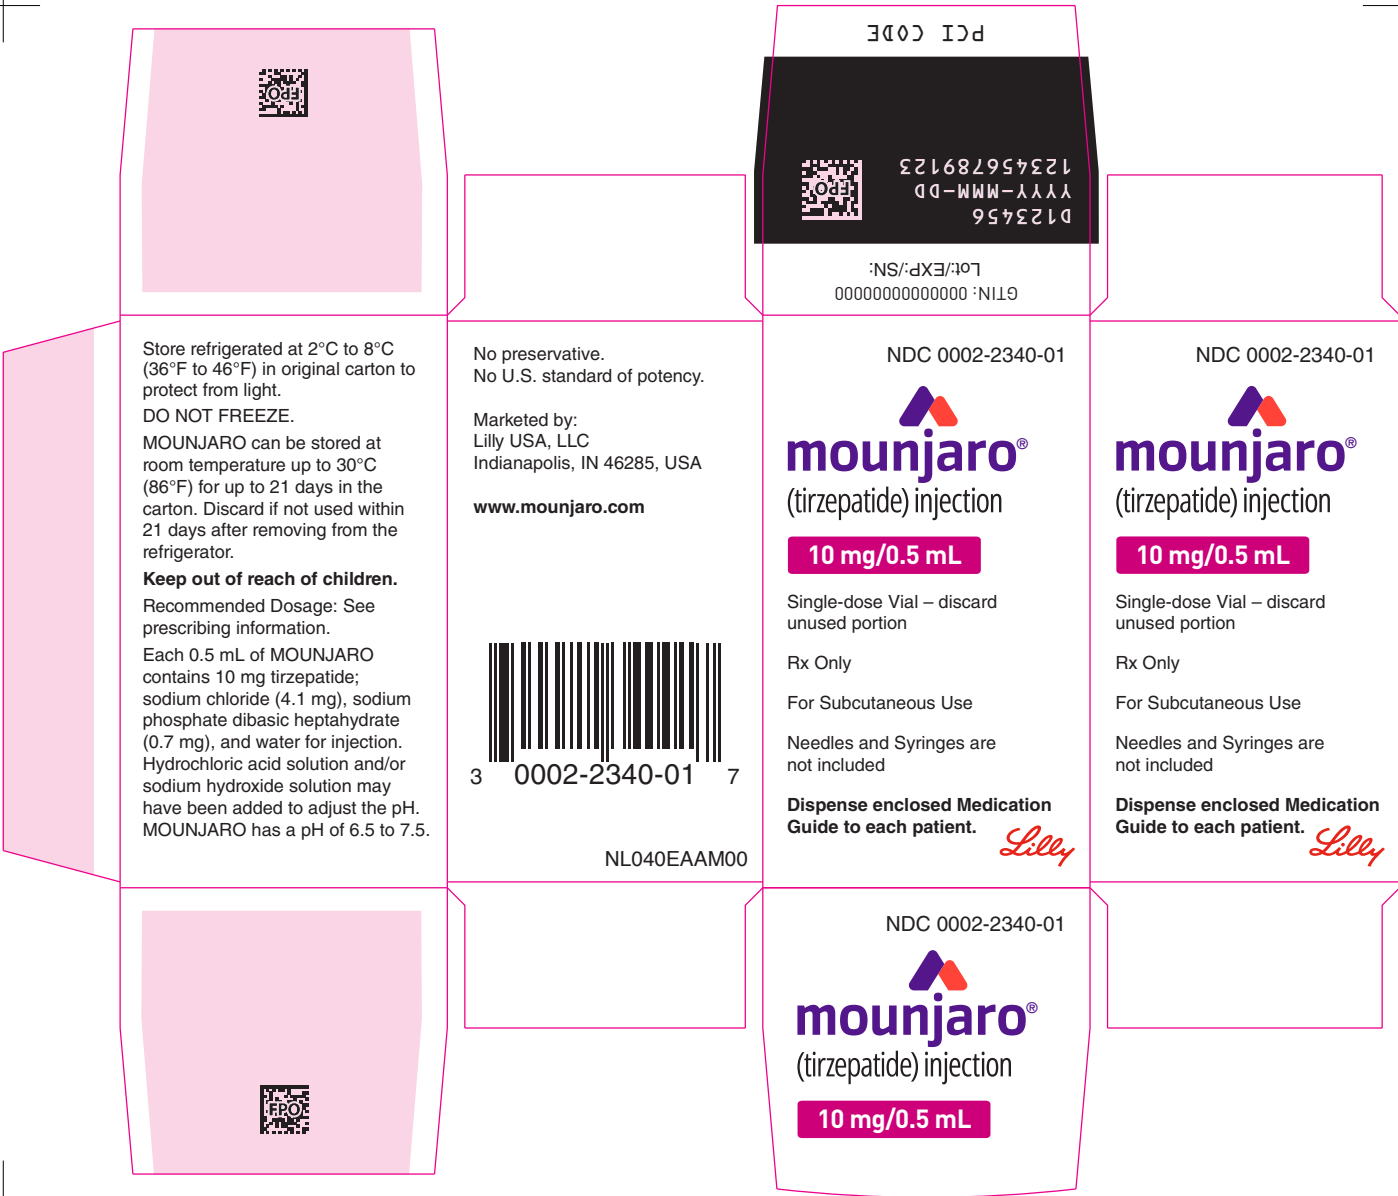 PCI CODE
FPO
FPO
D123456
YYYY-MMM-DD
123456789123
GTIN: 00000000000000
Lot:/EXP:/SN:
Store refrigerated at 2°C to 8°C
(36°F to 46°F) in original carton to
protect from light.
DO NOT FREEZE.
MOUNJARO can be stored at
room temperature up to 30°C
(86°F) for up to 21 days in the
carton. Discard if not used within
21 days after removing from the
refrigerator.
Keep out of reach of children.
Recommended Dosage: See
prescribing information.
Each 0.5 mL of MOUNJARO
contains 10 mg tirzepatide;
sodium chloride (4.1 mg), sodium
phosphate dibasic heptahydrate
(0.7 mg), and water for injection.
Hydrochloric acid solution and/or
sodium hydroxide solution may
have been added to adjust the pH.
MOUNJARO has a pH of 6.5 to 7.5.
No preservative.
No U.S. standard of potency.
Marketed by:
Lilly USA, LLC
Indianapolis, IN 46285, USA
www.mounjaro.com
3 0002-2340-01 7
NL040EAAM00
NDC 0002-2340-01
mounjaro®
(tirzepatide) injection
10 mg/0.5 mL
Single-dose Vial – discard
unused portion
Rx Only
For Subcutaneous Use
Needles and Syringes are
not included
Dispense enclosed Medication
Guide to each patient.
Lilly
NDC 0002-2340-01
mounjaro®
(tirzepatide) injection
10 mg/0.5 mL
Single-dose Vial – discard
unused portion
Rx Only
For Subcutaneous Use
Needles and Syringes are
not included
Dispense enclosed Medication
Guide to each patient.
Lilly
FPO
NDC 0002-2340-01
mounjaro®
(tirzepatide) injection
10 mg/0.5 mL